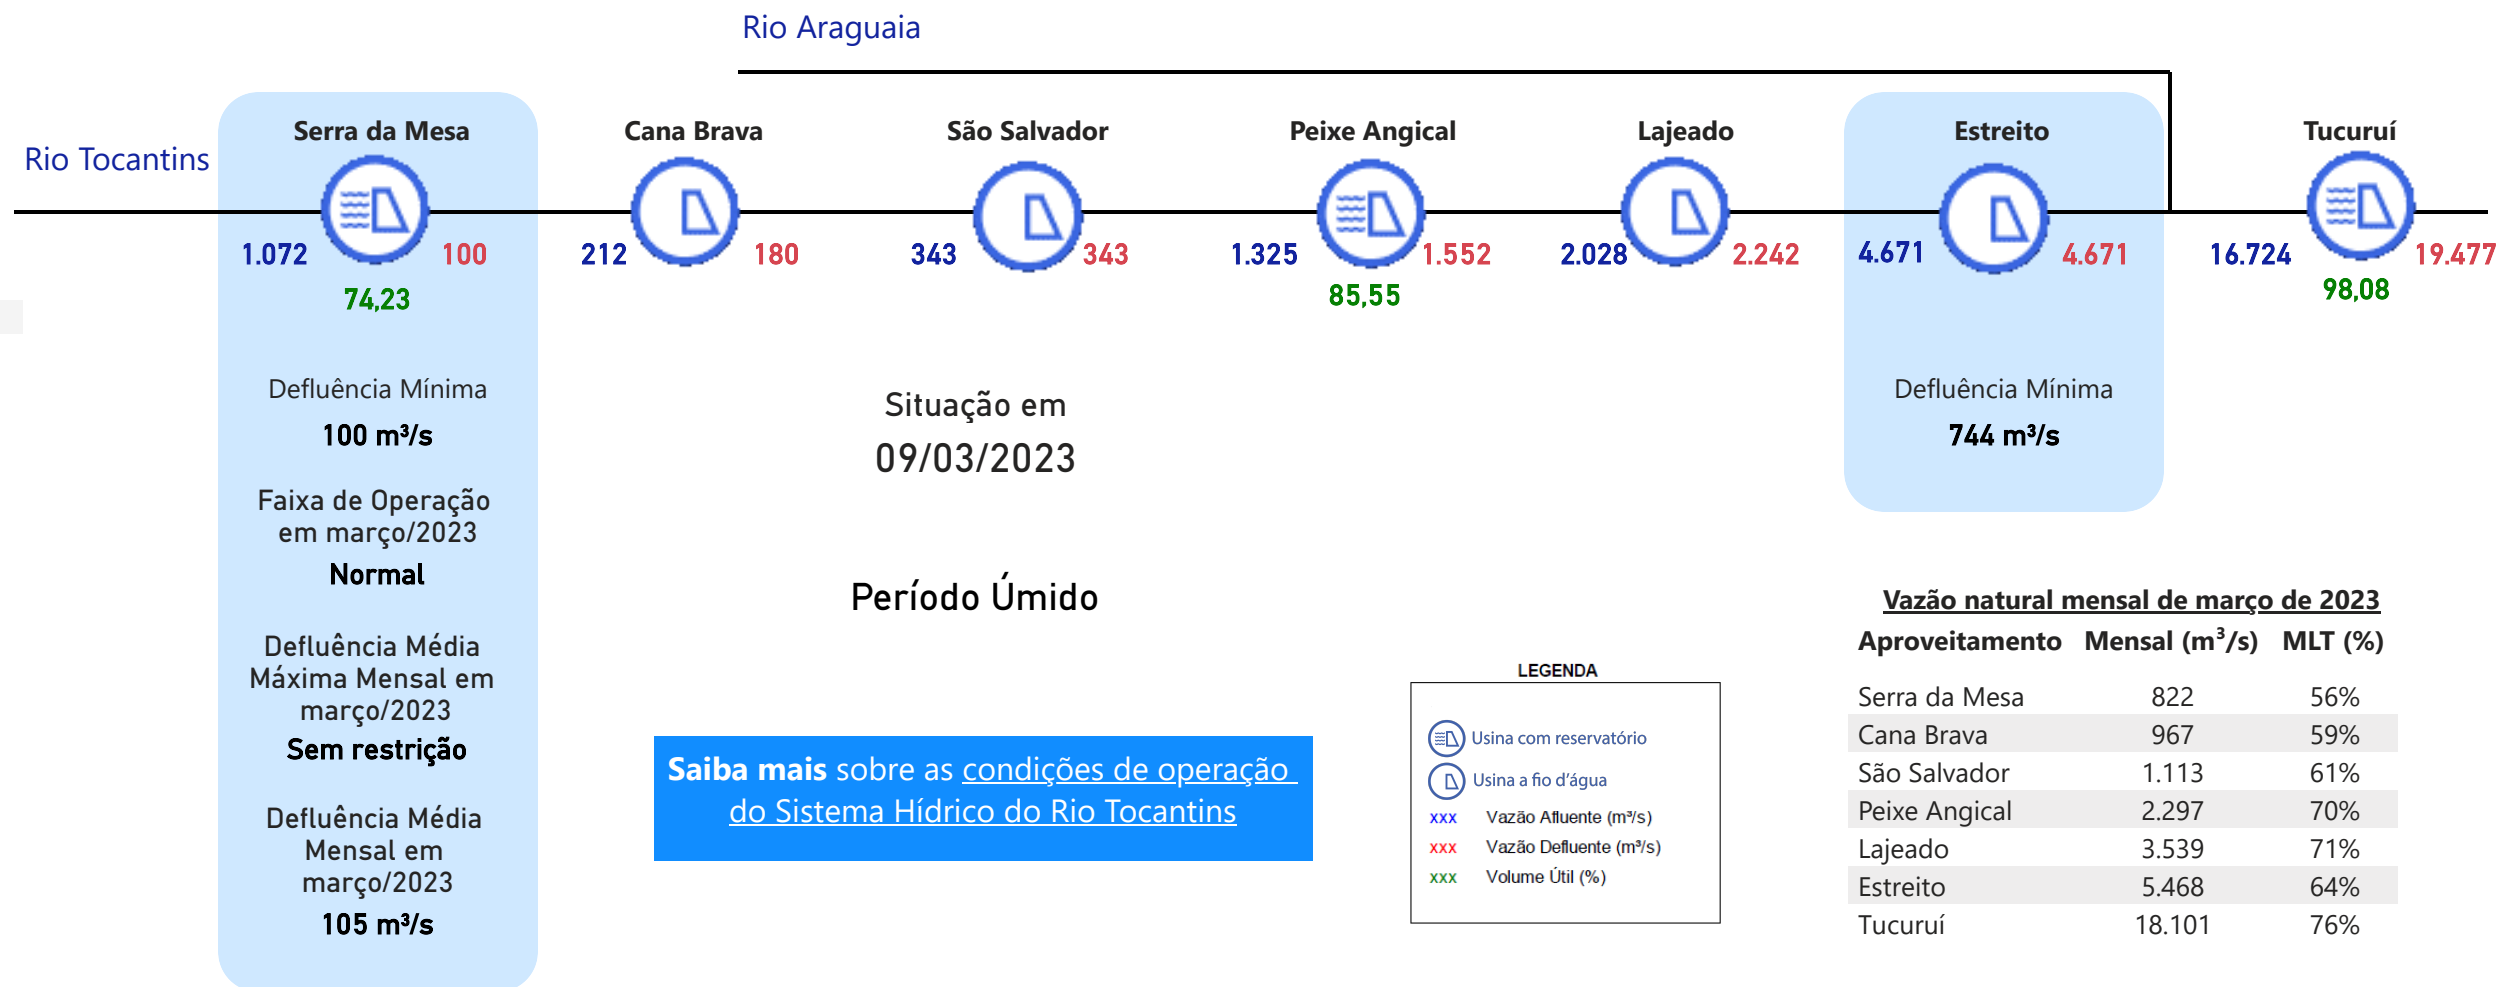 Rio Araguaia
Rio Tocantins
Serra da Mesa
Cana Brava
São Salvador
Peixe Angical
Lajeado
Estreito
Tucuruí
1.072 100
212 180
343 343
1.325 1.552
2.028 2.242
4.671 4.671
16.724 19.477
74,23
85,55
98,08
Defluência Mínima
100 m³/s
Faixa de Operação
em março/2023
Normal
Defluência Média
Máxima Mensal em
março/2023
Sem restrição
Defluência Média
Mensal em
março/2023
105 m³/s
Situação em
09/03/2023
Período Úmido
Saiba mais sobre as condições de operação
do Sistema Hídrico do Rio Tocantins
Defluência Mínima
744 m³/s
LEGENDA
Usina com reservatório
Usina a fio d'água
xxx Vazão Afluente (m³/s)
xxx Vazão Defluente (m³/s)
xxx Volume Útil (%)
Vazão natural mensal de março de 2023
Aproveitamento Mensal (m³/s) MLT (%)
Serra da Mesa 822 56%
Cana Brava 967 59%
São Salvador 1.113 61%
Peixe Angical 2.297 70%
Lajeado 3.539 71%
Estreito 5.468 64%
Tucuruí 18.101 76%